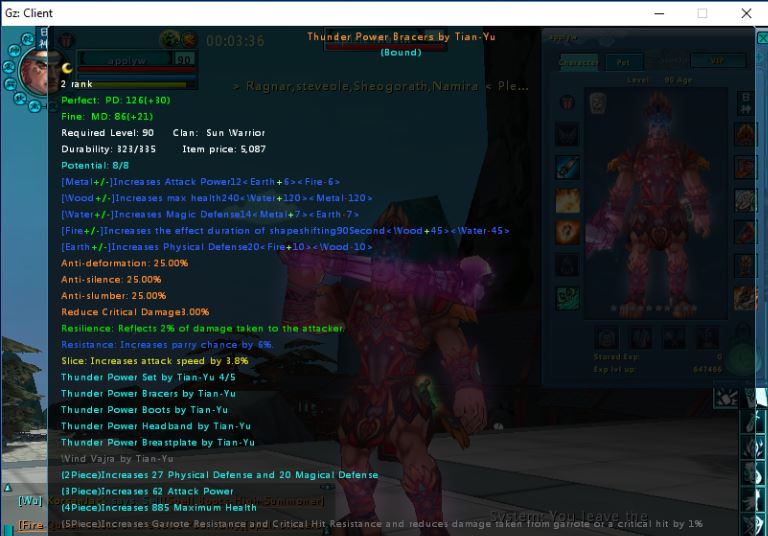 Gz: Client
Thunder Power Bracers by Tian-Yu
(Bound)
00:03:36
applyw
90
2 rank
> Ragnar,steveole,Sheogorath,Namira < Ple...
Perfect: PD: 126(+30)
Fine: MD: 86(+21)
Required Level: 90 Clan: Sun Warrior
Durability: 323/335 Item price: 5,087
Potential: 8/8
[Metal+/-]Increases Attack Power12<Earth+6><Fire-6>
[Wood+/-]Increases max health240<Water+120><Metal-120>
[Water+/-]Increases Magic Defense14<Metal+7><Earth-7>
[Fire+/-]Increases the effect duration of shapeshifting90Second<Wood+45><Water-45>
[Earth+/-]Increases Physical Defense20<Fire+10><Wood-10>
Anti-deformation: 25.00%
Anti-silence: 25.00%
Anti-slumber: 25.00%
Reduce Critical Damage3.00%
Resilience: Reflects 2% of damage taken to the attacker.
Resistance: Increases parry chance by 6%.
Slice: Increases attack speed by 3.8%
Thunder Power Set by Tian-Yu 4/5
Thunder Power Bracers by Tian-Yu
Thunder Power Boots by Tian-Yu
Thunder Power Headband by Tian-Yu
Thunder Power Breastplate by Tian-Yu
Wind Vajra by Tian-Yu
(2Piece)Increases 27 Physical Defense and 20 Magical Defense
(3Piece)Increases 62 Attack Power
(4Piece)Increases 885 Maximum Health
(5Piece)Increases Garrote Resistance and Critical Hit Resistance and reduces damage taken from garrote or a critical hit by 1%
[Wu]
[Fire
System: You leave the
applyw
Character Pet VIP
Level: 90 Age
日
神
Stared Exp: 0
Exp lvl up: 647466